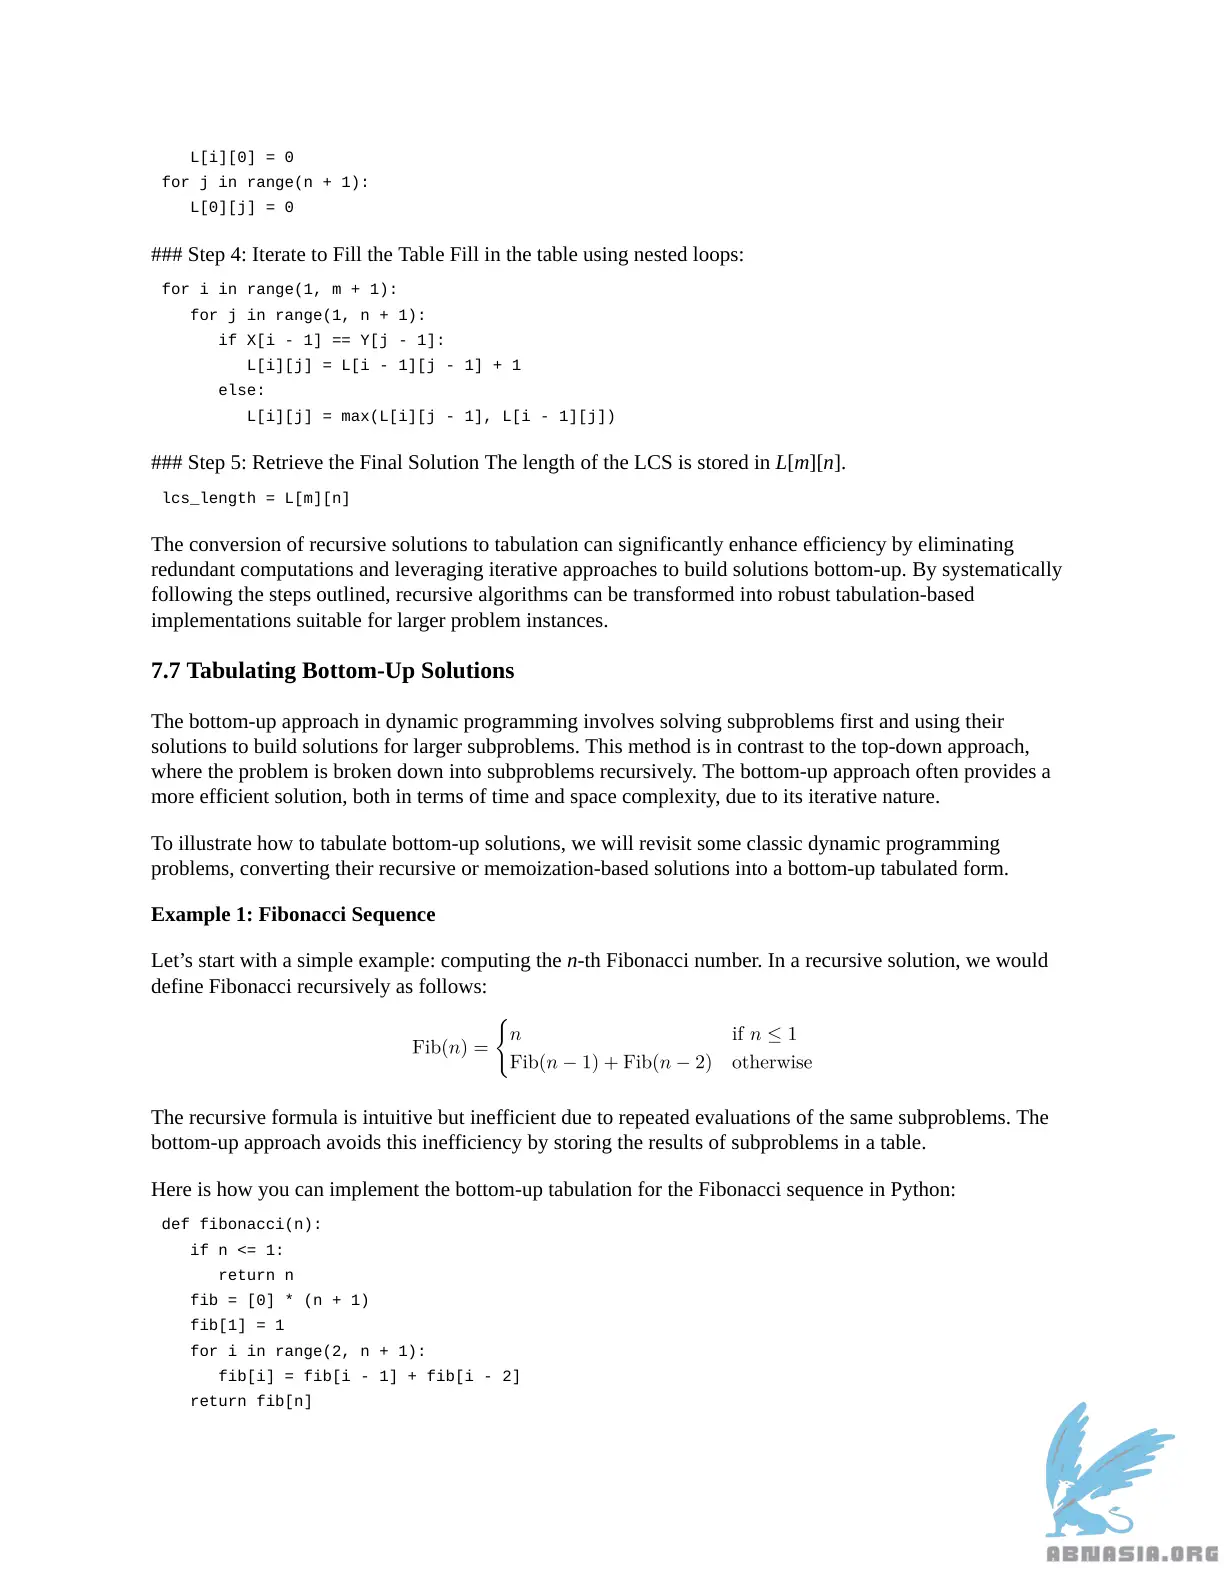 L[i][0] = 0
for j in range(n + 1):
   L[0][j] = 0
### Step 4: Iterate to Fill the Table Fill in the table using nested loops:
for i in range(1, m + 1):
   for j in range(1, n + 1):
      if X[i - 1] == Y[j - 1]:
         L[i][j] = L[i - 1][j - 1] + 1
      else:
         L[i][j] = max(L[i][j - 1], L[i - 1][j])
### Step 5: Retrieve the Final Solution The length of the LCS is stored in L[m][n].
lcs_length = L[m][n]
The conversion of recursive solutions to tabulation can significantly enhance efficiency by eliminating
redundant computations and leveraging iterative approaches to build solutions bottom-up. By systematically
following the steps outlined, recursive algorithms can be transformed into robust tabulation-based
implementations suitable for larger problem instances.
7.7 Tabulating Bottom-Up Solutions
The bottom-up approach in dynamic programming involves solving subproblems first and using their
solutions to build solutions for larger subproblems. This method is in contrast to the top-down approach,
where the problem is broken down into subproblems recursively. The bottom-up approach often provides a
more efficient solution, both in terms of time and space complexity, due to its iterative nature.
To illustrate how to tabulate bottom-up solutions, we will revisit some classic dynamic programming
problems, converting their recursive or memoization-based solutions into a bottom-up tabulated form.
Example 1: Fibonacci Sequence
Let’s start with a simple example: computing the n-th Fibonacci number. In a recursive solution, we would
define Fibonacci recursively as follows:
Fib(n) = { n if n ≤ 1
Fib(n − 1) + Fib(n − 2) otherwise
The recursive formula is intuitive but inefficient due to repeated evaluations of the same subproblems. The
bottom-up approach avoids this inefficiency by storing the results of subproblems in a table.
Here is how you can implement the bottom-up tabulation for the Fibonacci sequence in Python:
def fibonacci(n):
   if n <= 1:
      return n
   fib = [0] * (n + 1)
   fib[1] = 1
   for i in range(2, n + 1):
      fib[i] = fib[i - 1] + fib[i - 2]
   return fib[n]
ABNASIA.ORG